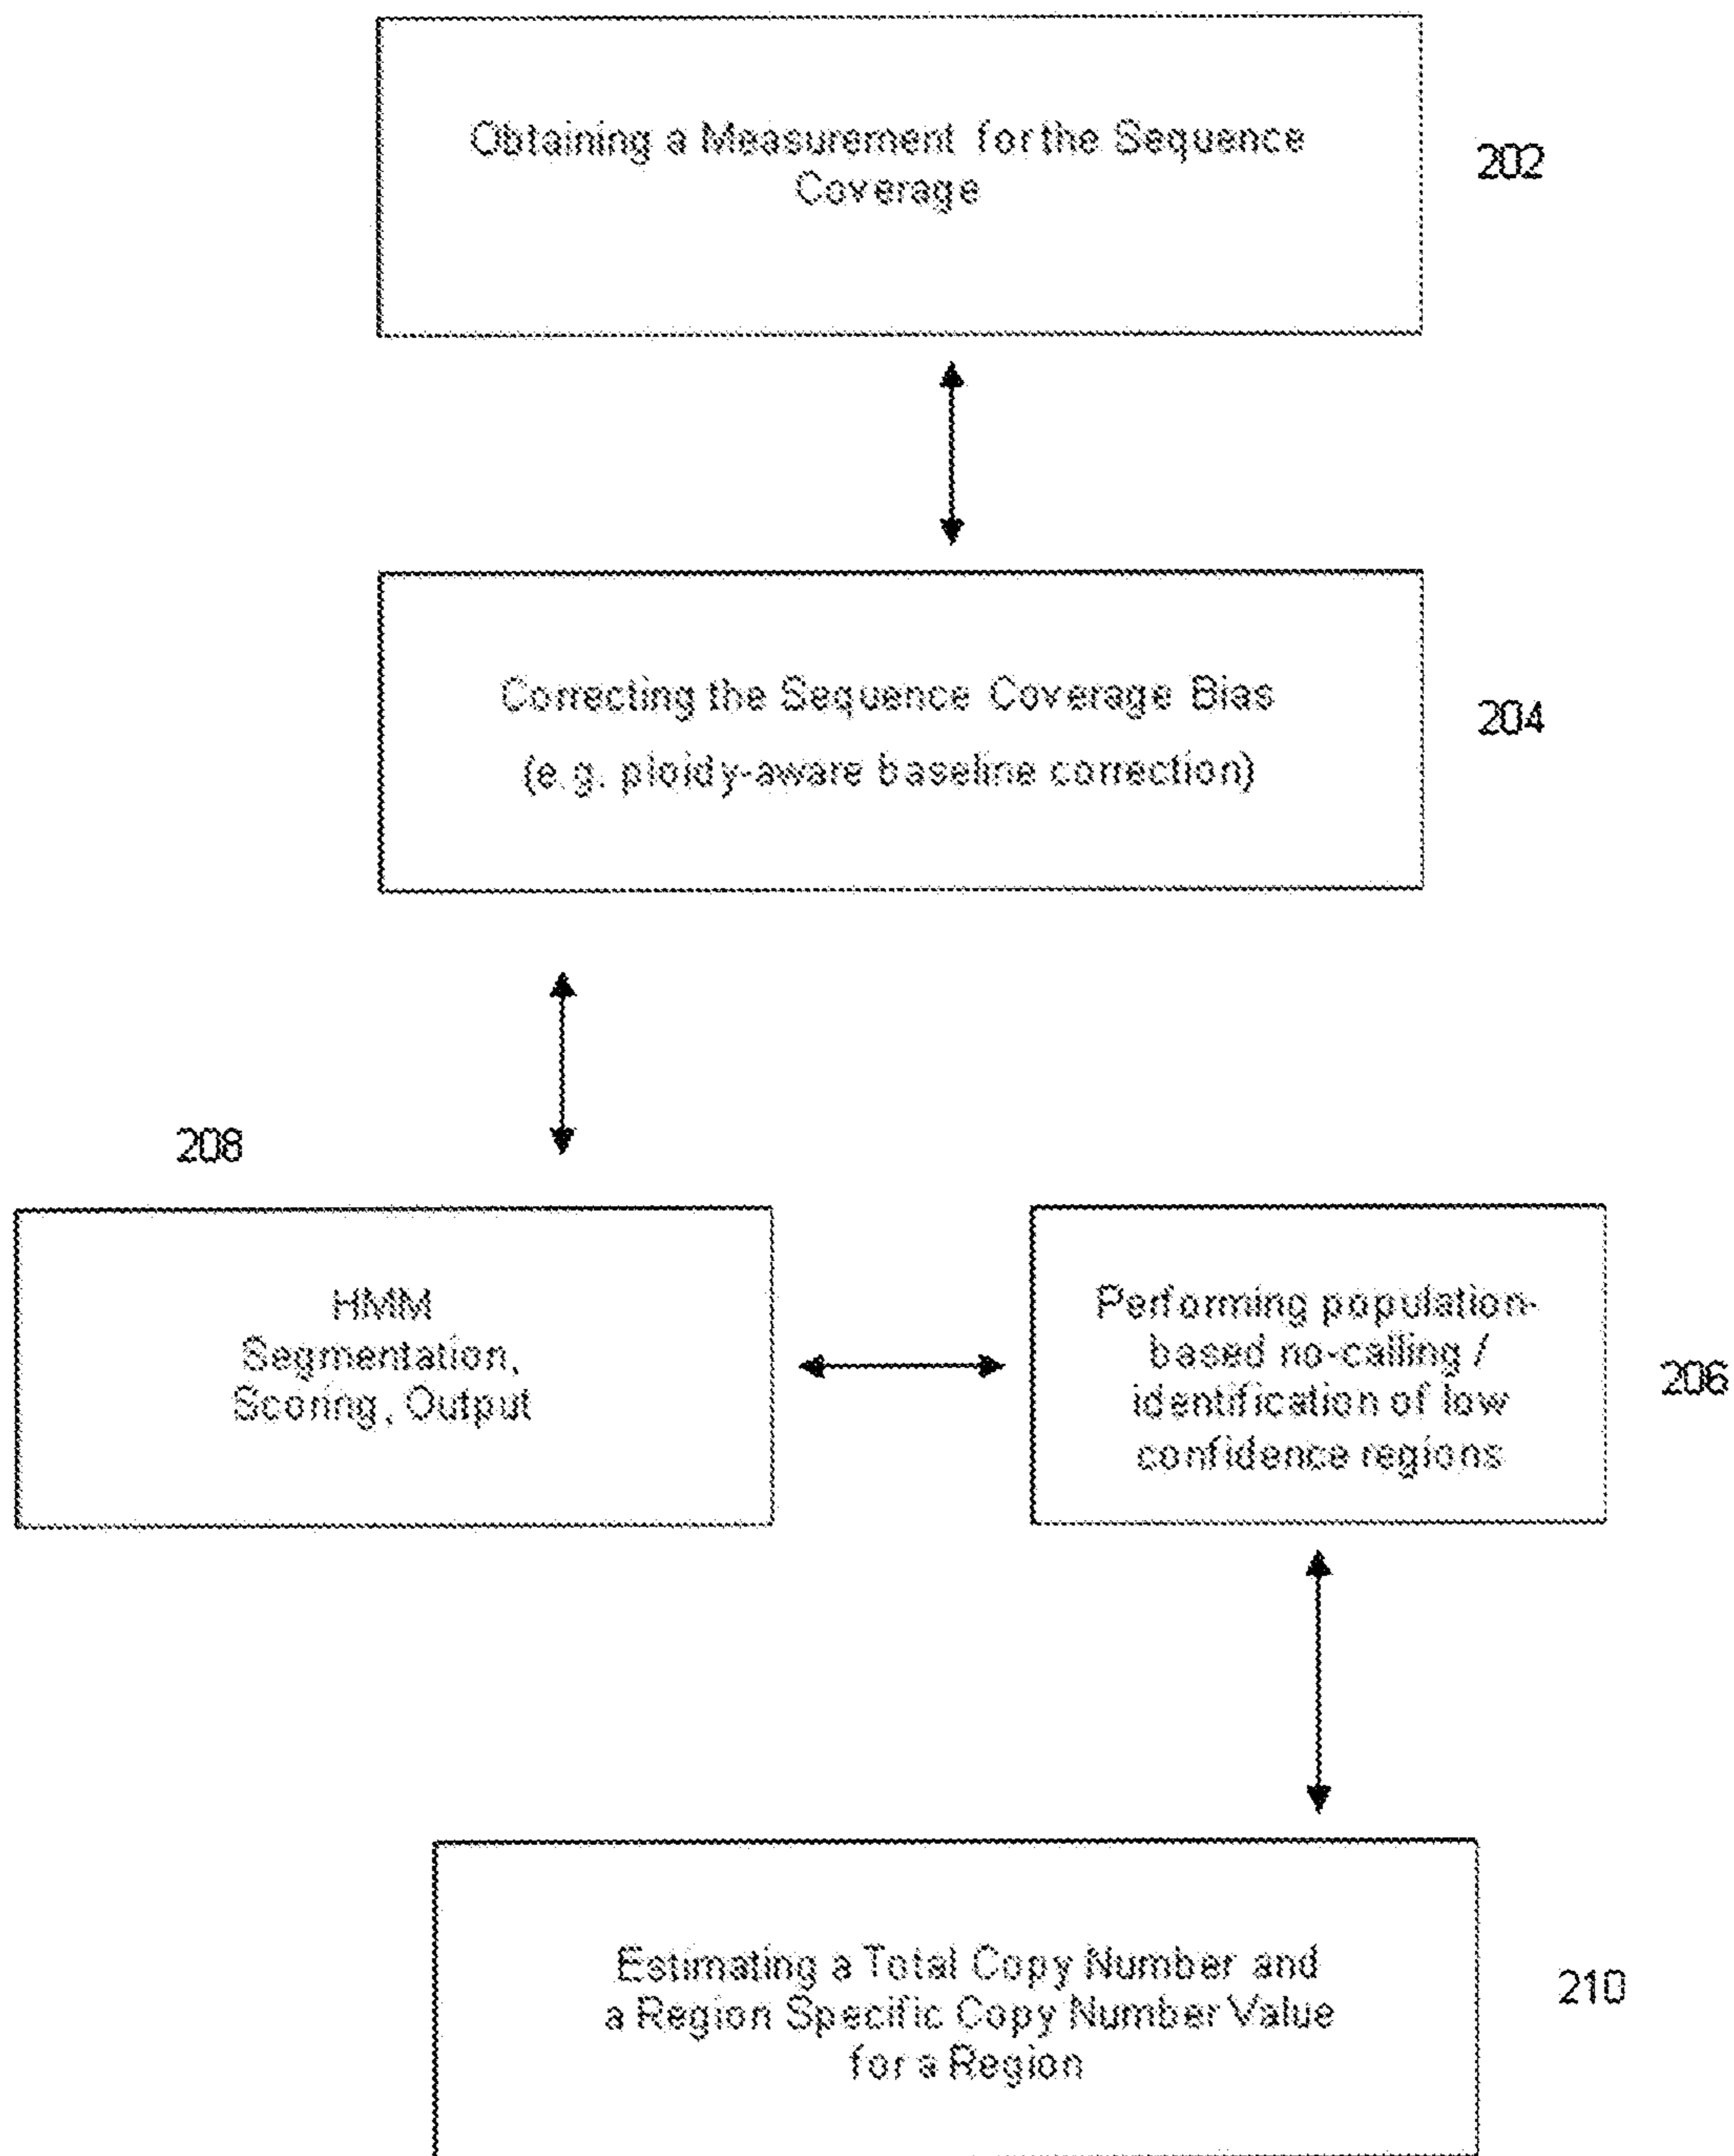 Obtaining a Measurement for the Sequence
Coverage
202
Correcting the Sequence Coverage Bias
(e.g. ploidy-aware baseline correction)
204
208
HMM
Segmentation,
Scoring, Output
Performing population-
based no-calling /
identification of low
confidence regions
206
Estimating a Total Copy Number and
a Region Specific Copy Number Value
for a Region
210